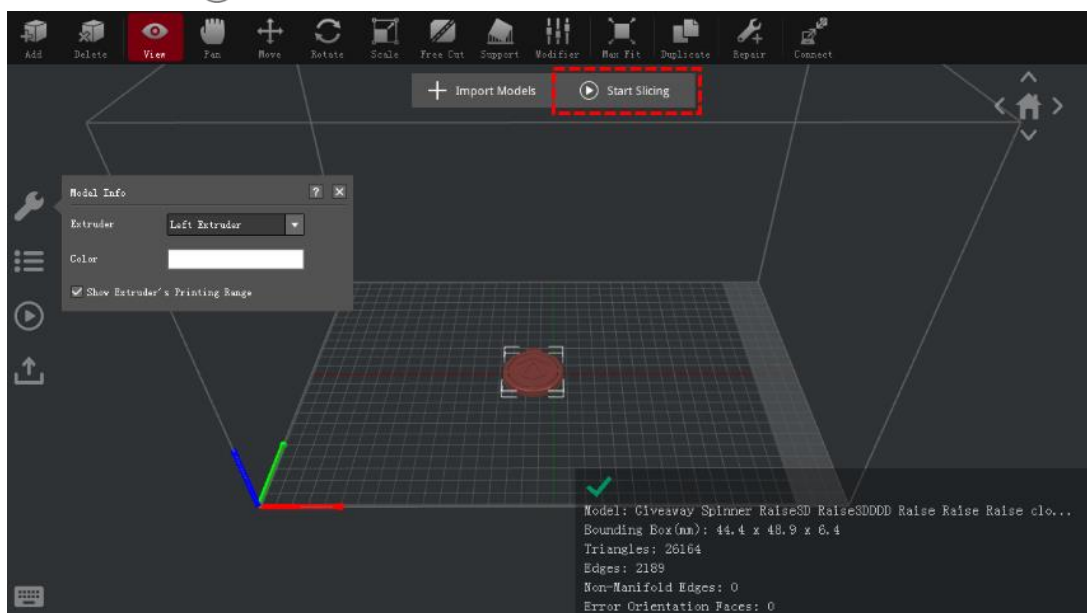 Add Delete View Pan Move Rotate Scale Free Cut Support Modifier Max Fit Duplicate Repair Connect
Import Models Start Slicing
Model Info ? X
Extruder Left Extruder
Color
Show Extruder's Printing Range
Model: Giveaway Spinner Raise3D Raise3DDDD Raise Raise Raise clo...
Bounding Box(mm): 44.4 x 48.9 x 6.4
Triangles: 26164
Edges: 2189
Non-Manifold Edges: 0
Error Orientation Faces: 0